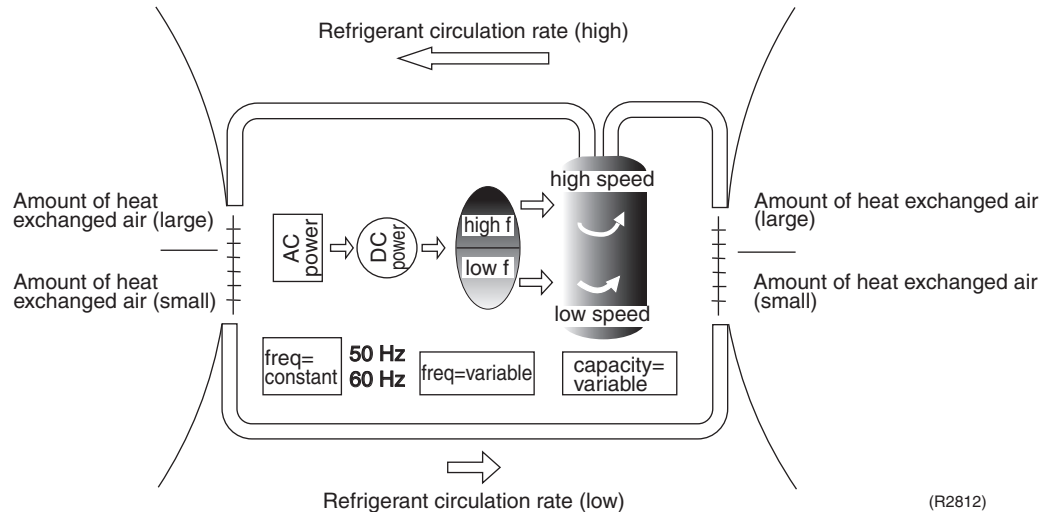 Refrigerant circulation rate (high)
Amount of heat
exchanged air (large)
Amount of heat
exchanged air (small)
AC
power
DC
power
high f
low f
high speed
low speed
Amount of heat exchanged air
(large)
Amount of heat exchanged air
(small)
freq=
constant
50 Hz
60 Hz
freq=variable
capacity=
variable
Refrigerant circulation rate (low)
(R2812)